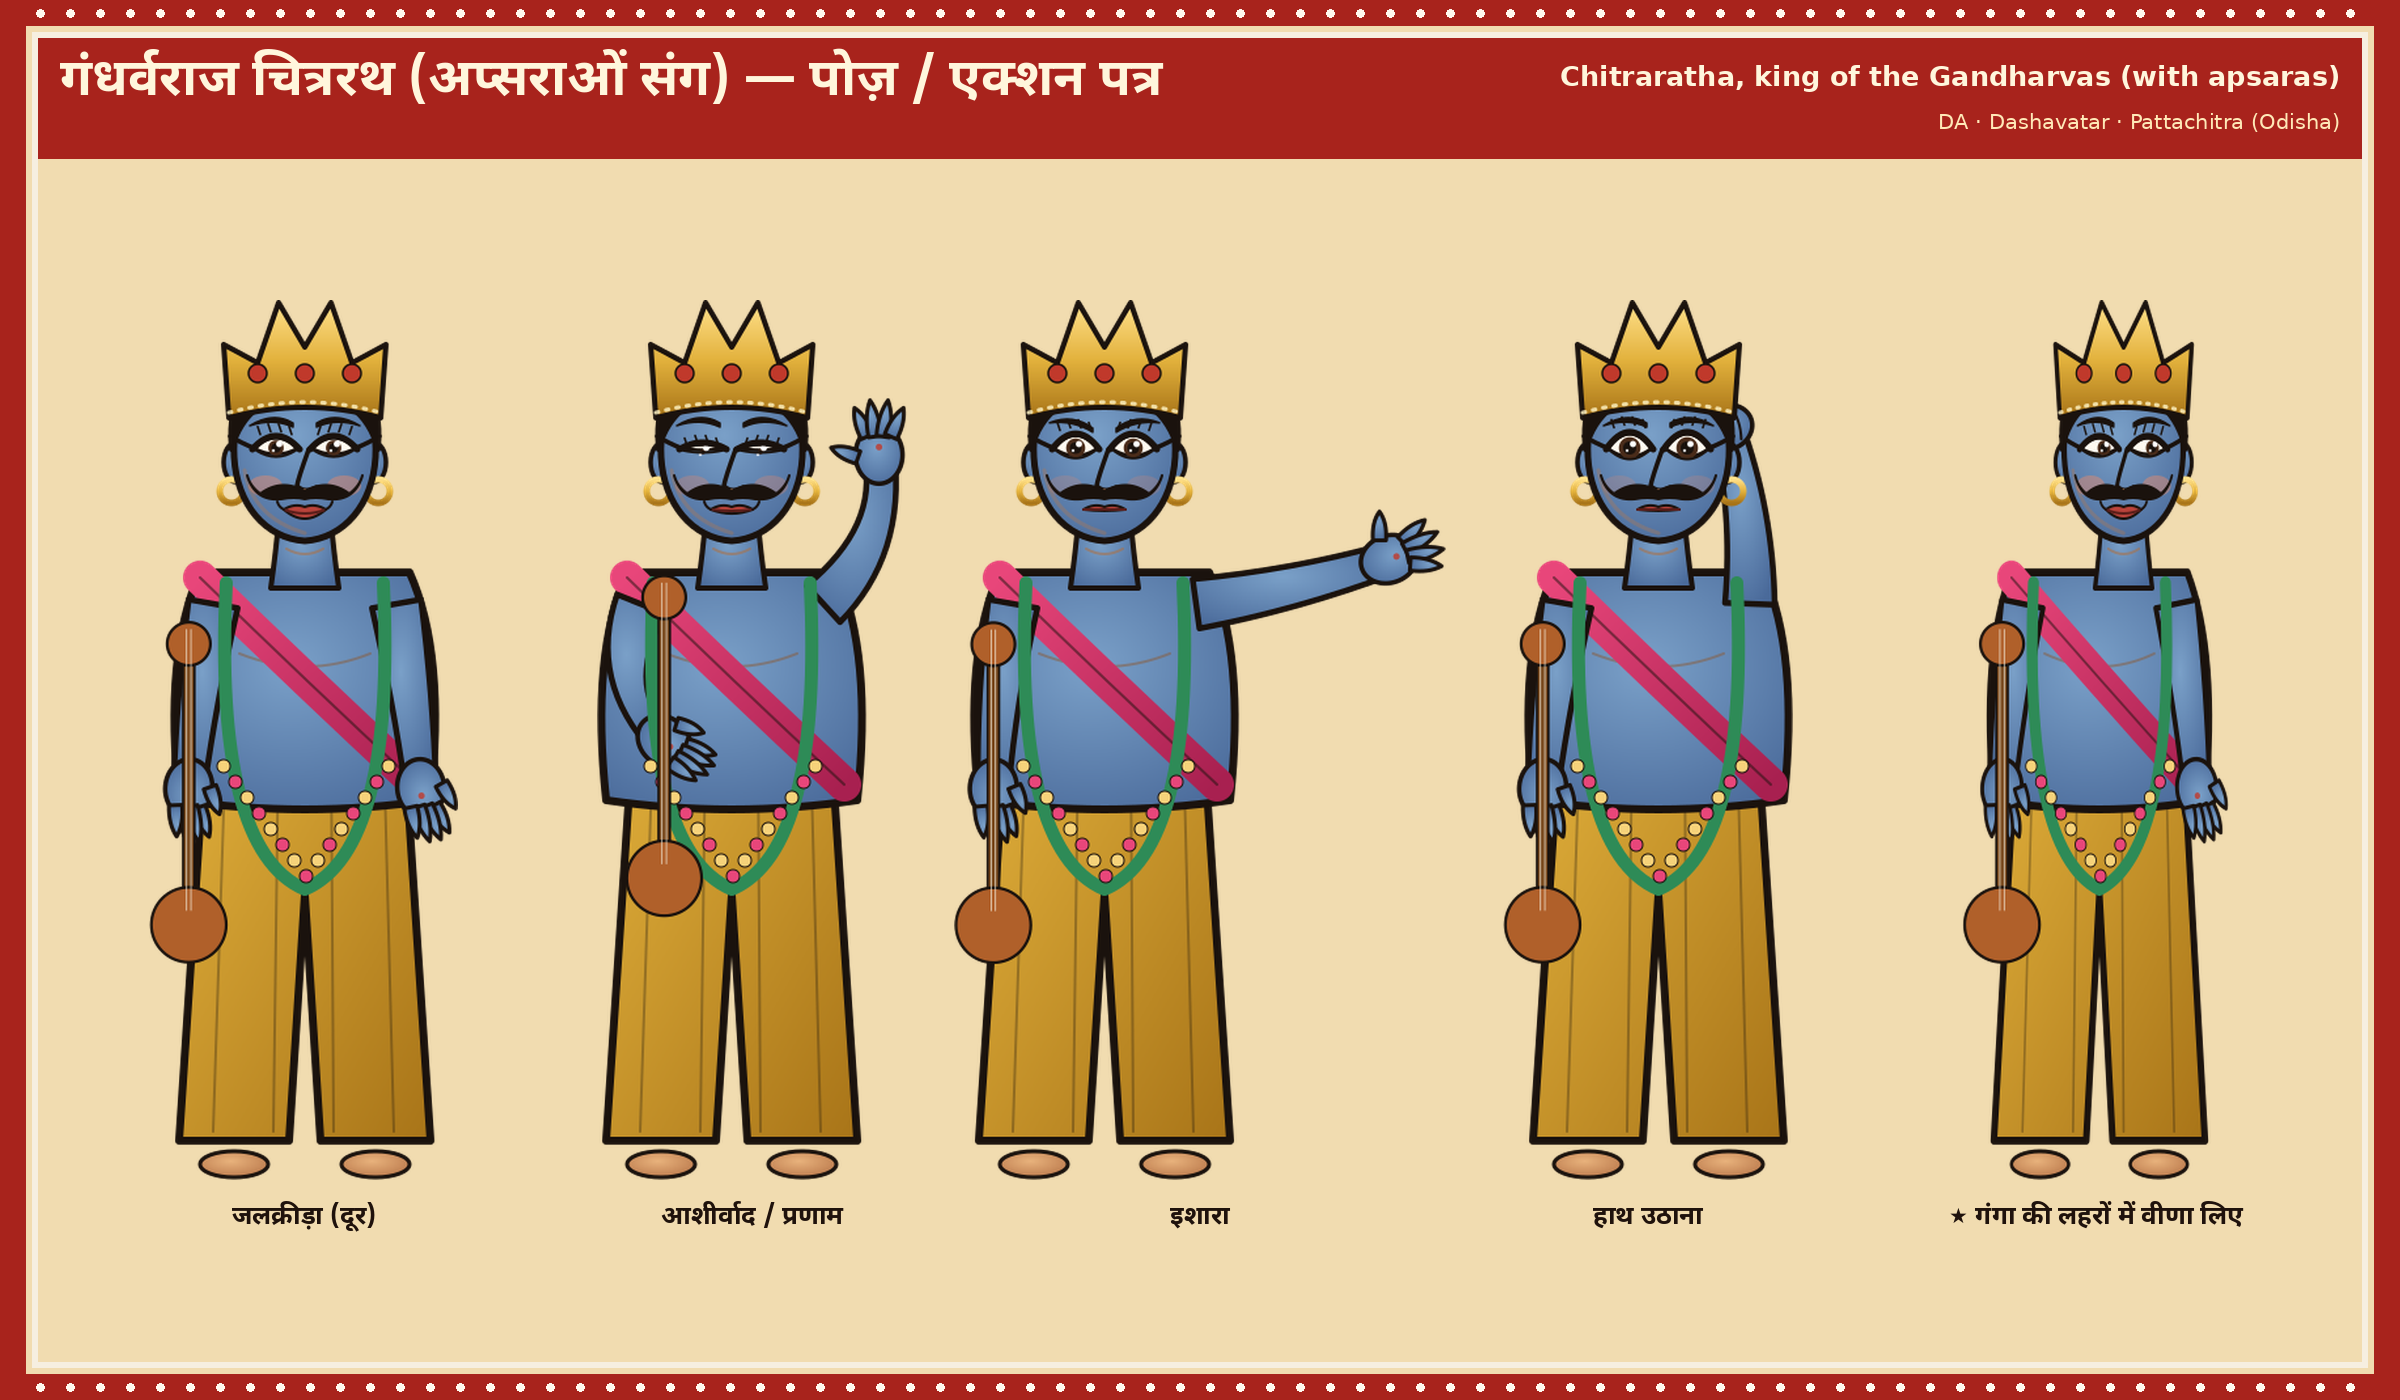 गंधर्वराज चित्ररथ (अप्सराओं संग) — पोज़ / एक्शन पत्र
Chitraratha, king of the Gandharvas (with apsaras)
DA · Dashavatar · Pattachitra (Odisha)
जलक्रीड़ा (दूर)
आशीर्वाद / प्रणाम
इशारा
हाथ उठाना
★ गंगा की लहरों में वीणा लिए